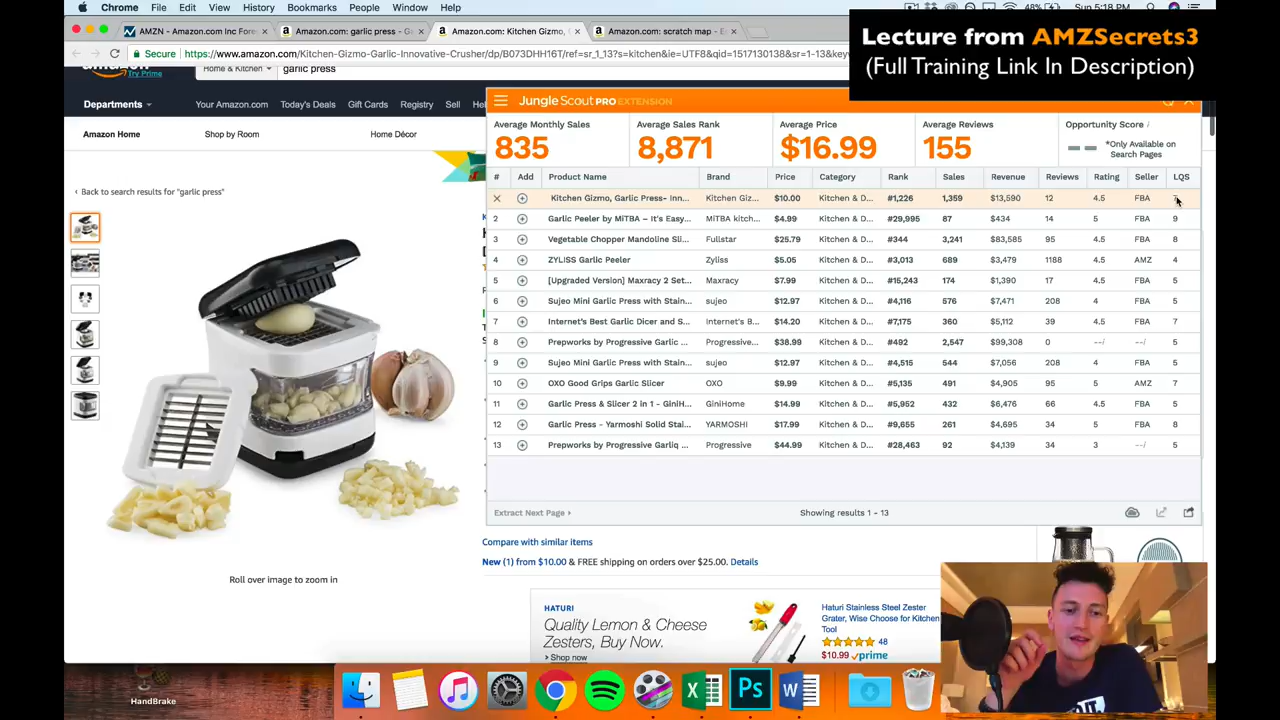 Chrome File Edit View History Bookmarks People Window Help
48% Sun 5:18 PM
AMZN - Amazon.com Inc Fore
Amazon.com: garlic press - Ga
Amazon.com: Kitchen Gizmo,
Amazon.com: scratch map - E
Secure https://www.amazon.com/Kitchen-Gizmo-Garlic-Innovative-Crusher/dp/B073DHH16T/ref=sr_1_13?s=kitchen&ie=UTF8&qid=1517130138&sr=1-13&key
Lecture from AMZSecrets3
(Full Training Link In Description)
amazon
Try Prime
Home & Kitchen
garlic press
Departments
Your Amazon.com Today's Deals Gift Cards Registry Sell
Amazon Home Shop by Room Home Décor
‹ Back to search results for "garlic press"
Jungle Scout PRO EXTENSION
Average Monthly Sales
835
Average Sales Rank
8,871
Average Price
$16.99
Average Reviews
155
Opportunity Score i
*Only Available on
Search Pages
# Add Product Name Brand Price Category Rank Sales Revenue Reviews Rating Seller LQS
Kitchen Gizmo, Garlic Press- Inn... Kitchen Giz... $10.00 Kitchen & D... #1,226 1,359 $13,590 12 4.5 FBA
2 Garlic Peeler by MiTBA – It's Easy... MiTBA kitch... $4.99 Kitchen & D... #29,995 87 $434 14 5 FBA 9
3 Vegetable Chopper Mandoline Sli... Fullstar $25.79 Kitchen & D... #344 3,241 $83,585 95 4.5 FBA 8
4 ZYLISS Garlic Peeler Zyliss $5.05 Kitchen & D... #3,013 689 $3,479 1188 4.5 AMZ 4
5 [Upgraded Version] Maxracy 2 Set... Maxracy $7.99 Kitchen & D... #15,243 174 $1,390 17 4.5 FBA 5
6 Sujeo Mini Garlic Press with Stain... sujeo $12.97 Kitchen & D... #4,116 576 $7,471 208 4 FBA 5
7 Internet's Best Garlic Dicer and S... Internet's B... $14.20 Kitchen & D... #7,175 360 $5,112 39 4.5 FBA 7
8 Prepworks by Progressive Garlic ... Progressive... $38.99 Kitchen & D... #492 2,547 $99,308 0 --/ --/ 5
9 Sujeo Mini Garlic Press with Stain... sujeo $12.97 Kitchen & D... #4,515 544 $7,056 208 4 FBA 5
10 OXO Good Grips Garlic Slicer OXO $9.99 Kitchen & D... #5,135 491 $4,905 95 5 AMZ 7
11 Garlic Press & Slicer 2 in 1 - GiniH... GiniHome $14.99 Kitchen & D... #5,952 432 $6,476 66 4.5 FBA 5
12 Garlic Press - Yarmoshi Solid Stai... YARMOSHI $17.99 Kitchen & D... #9,655 261 $4,695 34 5 FBA 8
13 Prepworks by Progressive Garliq ... Progressive $44.99 Kitchen & D... #28,463 92 $4,139 34 3 --/ 5
Extract Next Page ›
Showing results 1 - 13
Compare with similar items
New (1) from $10.00 & FREE shipping on orders over $25.00. Details
Roll over image to zoom in
HATURI
Quality Lemon & Cheese
Zesters, Buy Now.
› Shop now
Haturi Stainless Steel Zester
Grater, Wise Choose for Kitchen
Tool
48
$10.99 prime
Ps
HandBrake